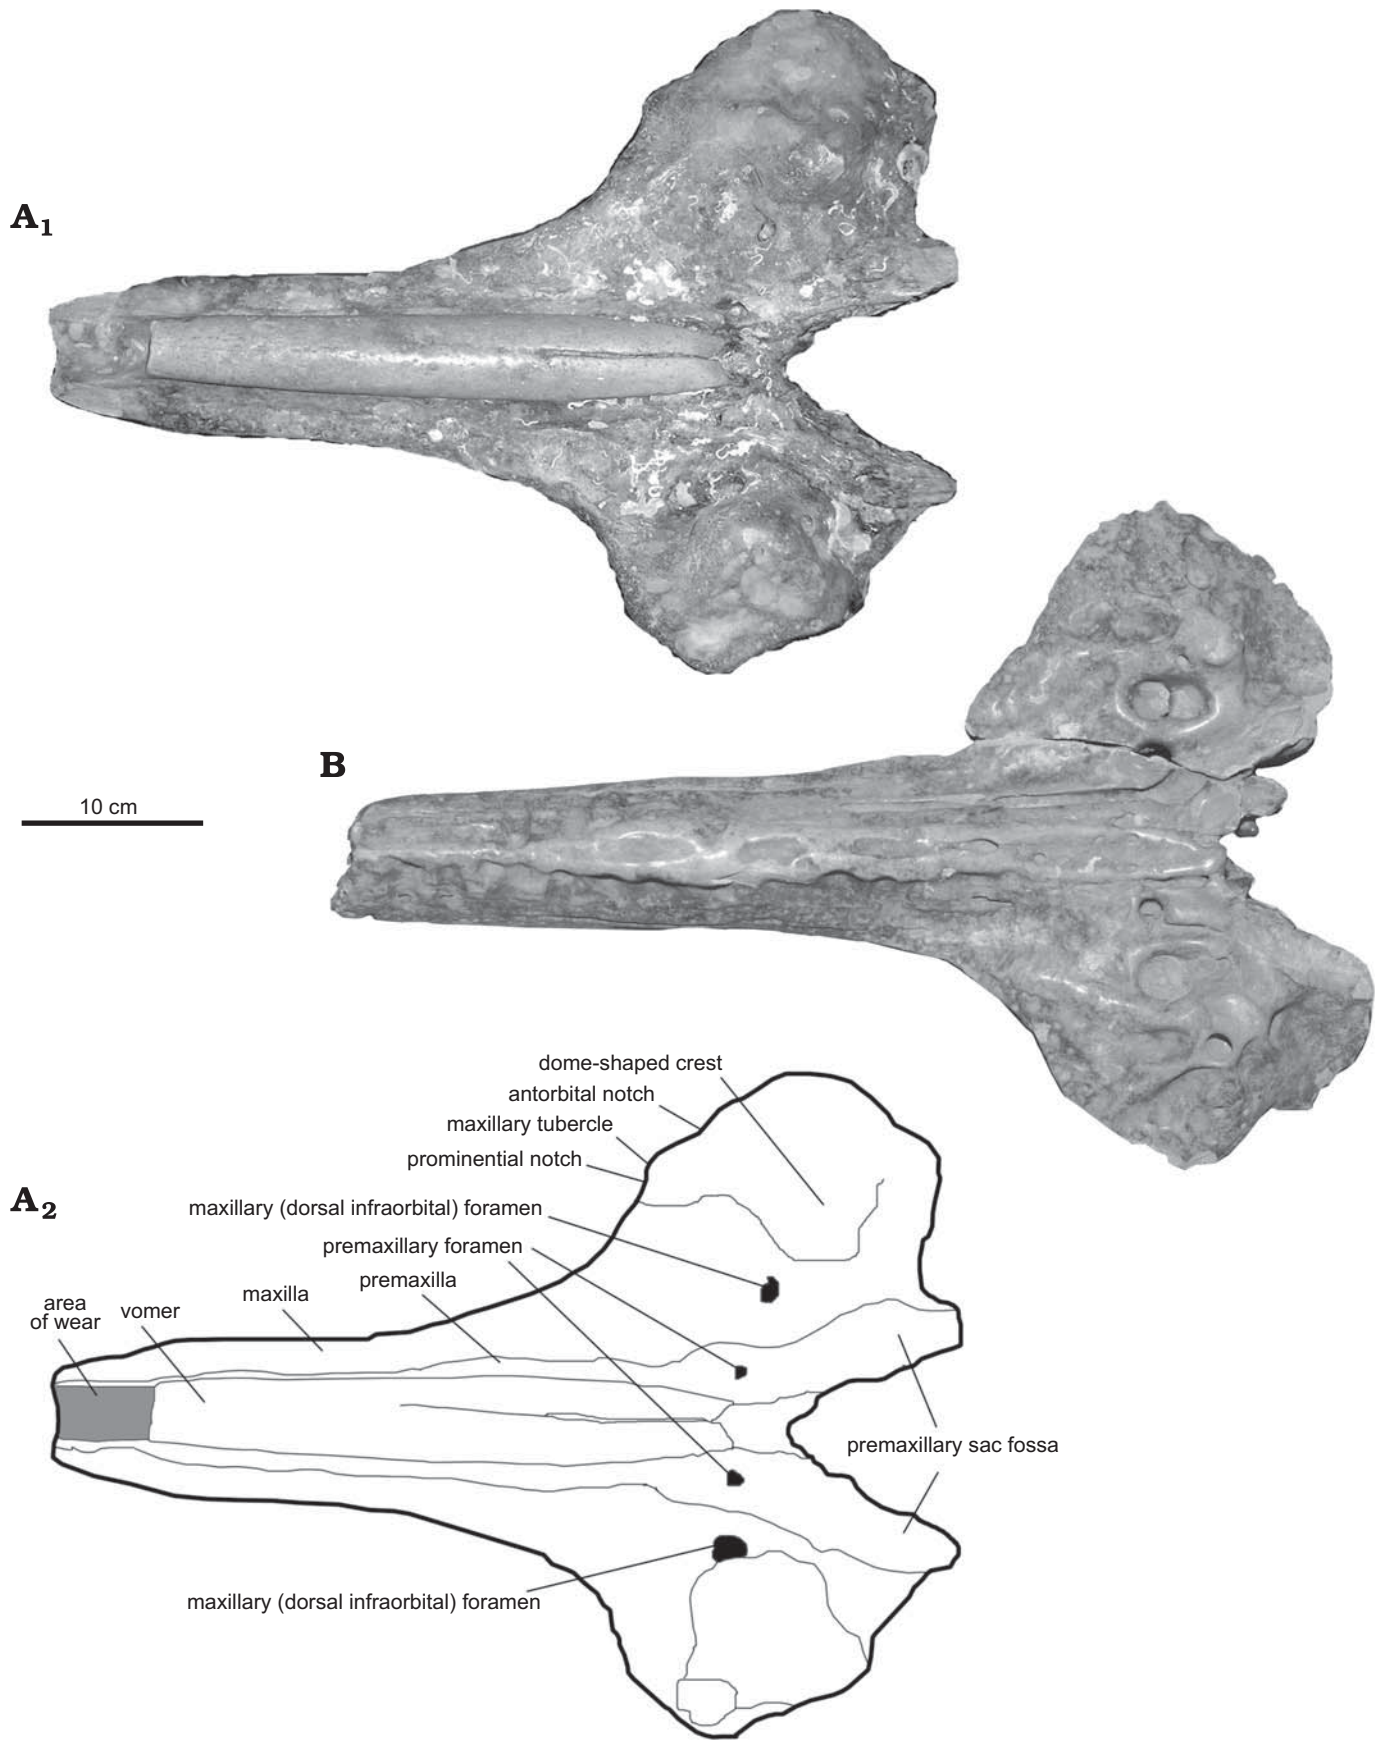 A1
B
10 cm
dome-shaped crest
antorbital notch
maxillary tubercle
prominential notch
A2
maxillary (dorsal infraorbital) foramen
premaxillary foramen
premaxilla
maxilla
area
of wear
vomer
premaxillary sac fossa
maxillary (dorsal infraorbital) foramen